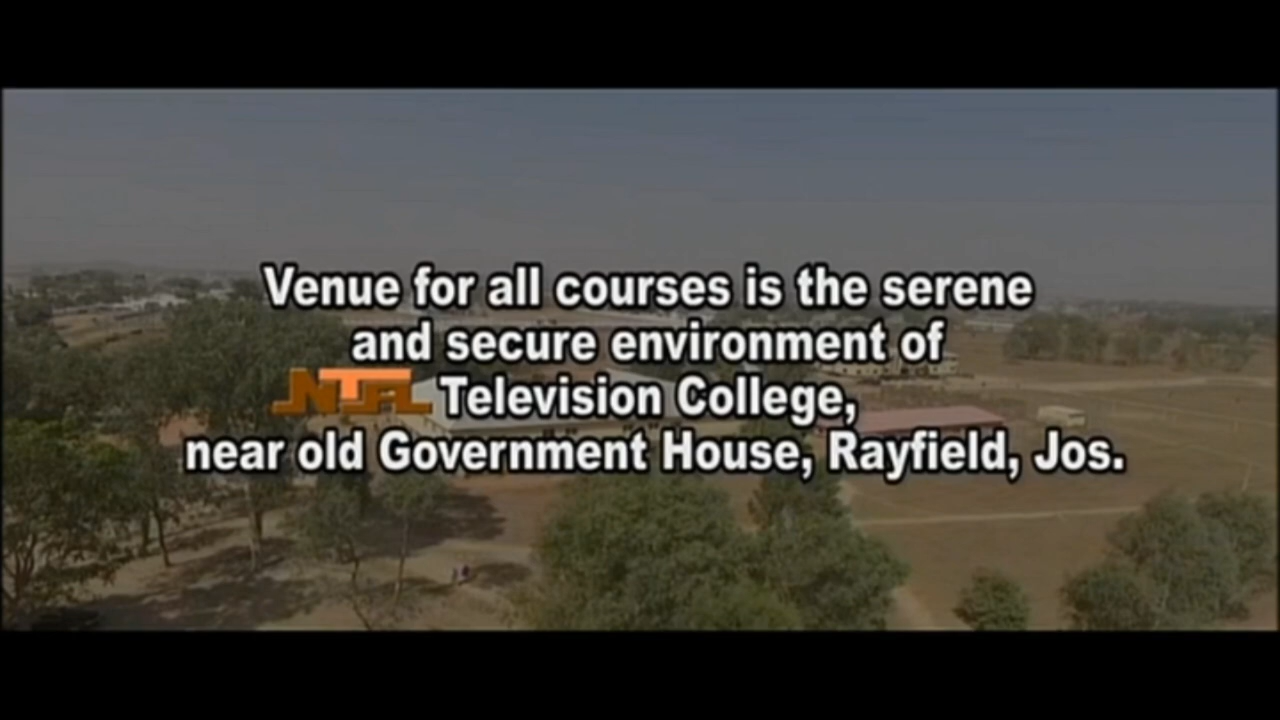 Venue for all courses is the serene
and secure environment of
NTA Television College,
near old Government House, Rayfield, Jos.